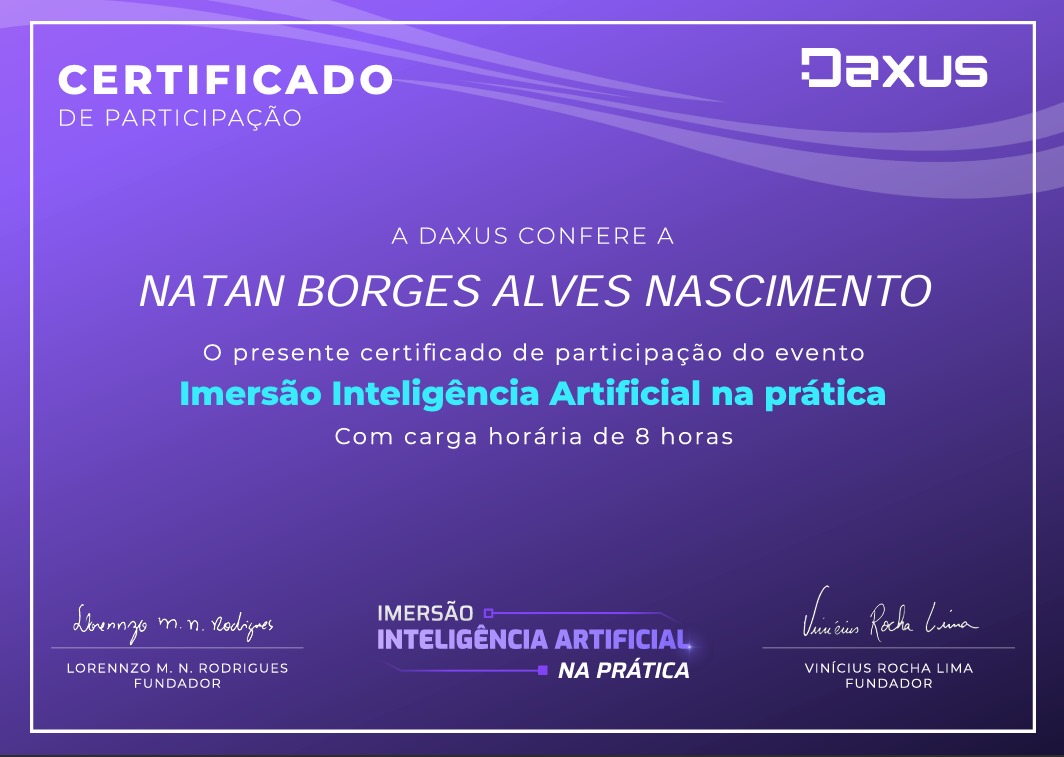 CERTIFICADO
DE PARTICIPAÇÃO
Daxus
A DAXUS CONFERE A
NATAN BORGES ALVES NASCIMENTO
O presente certificado de participação do evento
Imersão Inteligência Artificial na prática
Com carga horária de 8 horas
Lorennzo M. N. Rodrigues
LORENNZO M. N. RODRIGUES
FUNDADOR
IMERSÃO
INTELIGÊNCIA ARTIFICIAL
NA PRÁTICA
Vinícius Rocha Lima
VINÍCIUS ROCHA LIMA
FUNDADOR